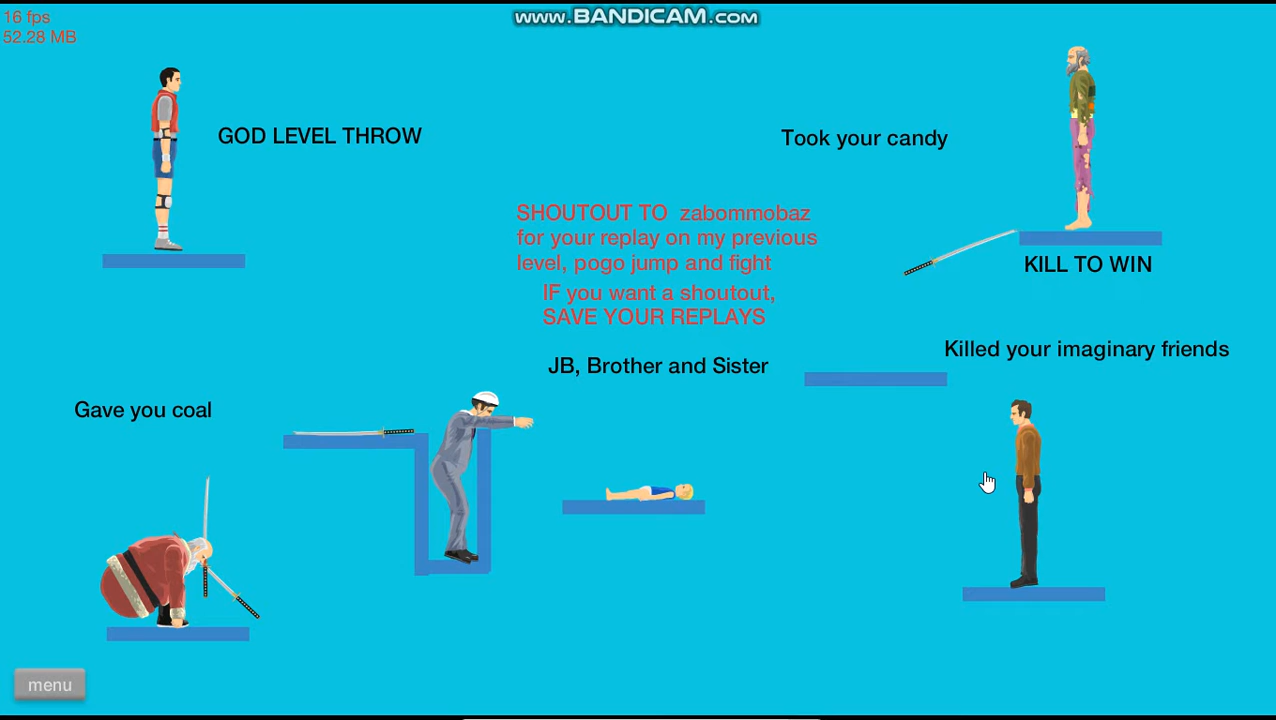 16 fps
52.28 MB
www.BANDICAM.com
GOD LEVEL THROW
Took your candy
SHOUTOUT TO zabommobaz
for your replay on my previous
level, pogo jump and fight
KILL TO WIN
IF you want a shoutout,
SAVE YOUR REPLAYS
Killed your imaginary friends
JB, Brother and Sister
Gave you coal
menu